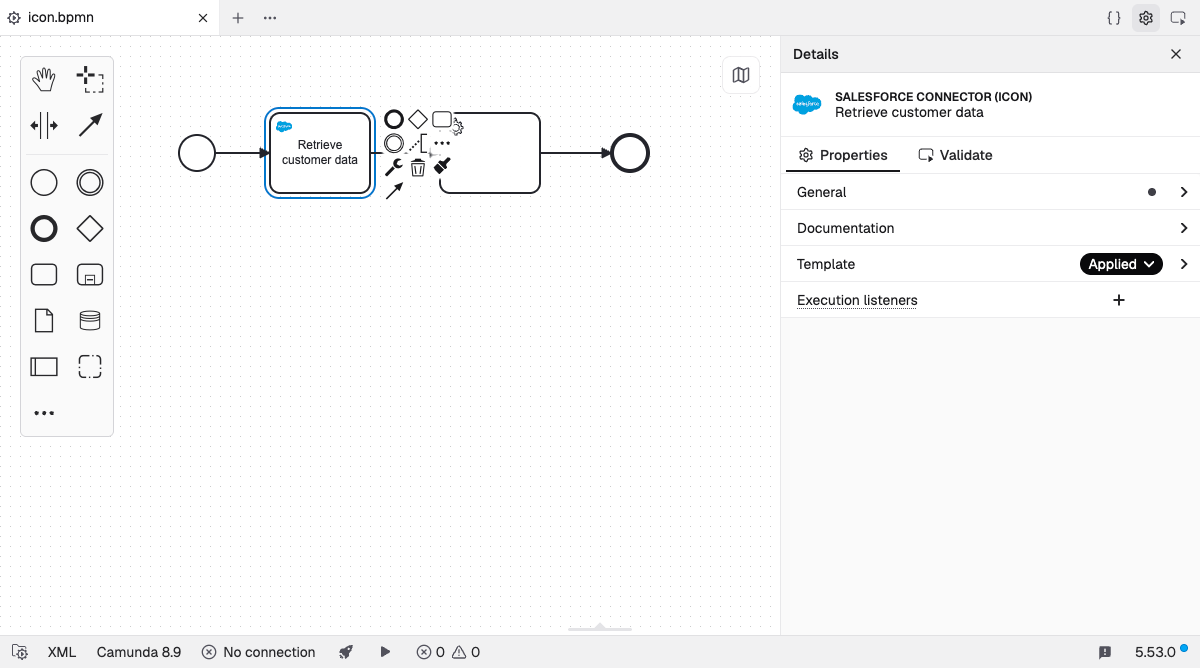 icon.bpmn
Details
SALESFORCE CONNECTOR (ICON)
Retrieve customer data
Retrieve
customer data
Properties
Validate
General
Documentation
Template
Applied
Execution listeners
XML
Camunda 8.9
No connection
0
0
5.53.0